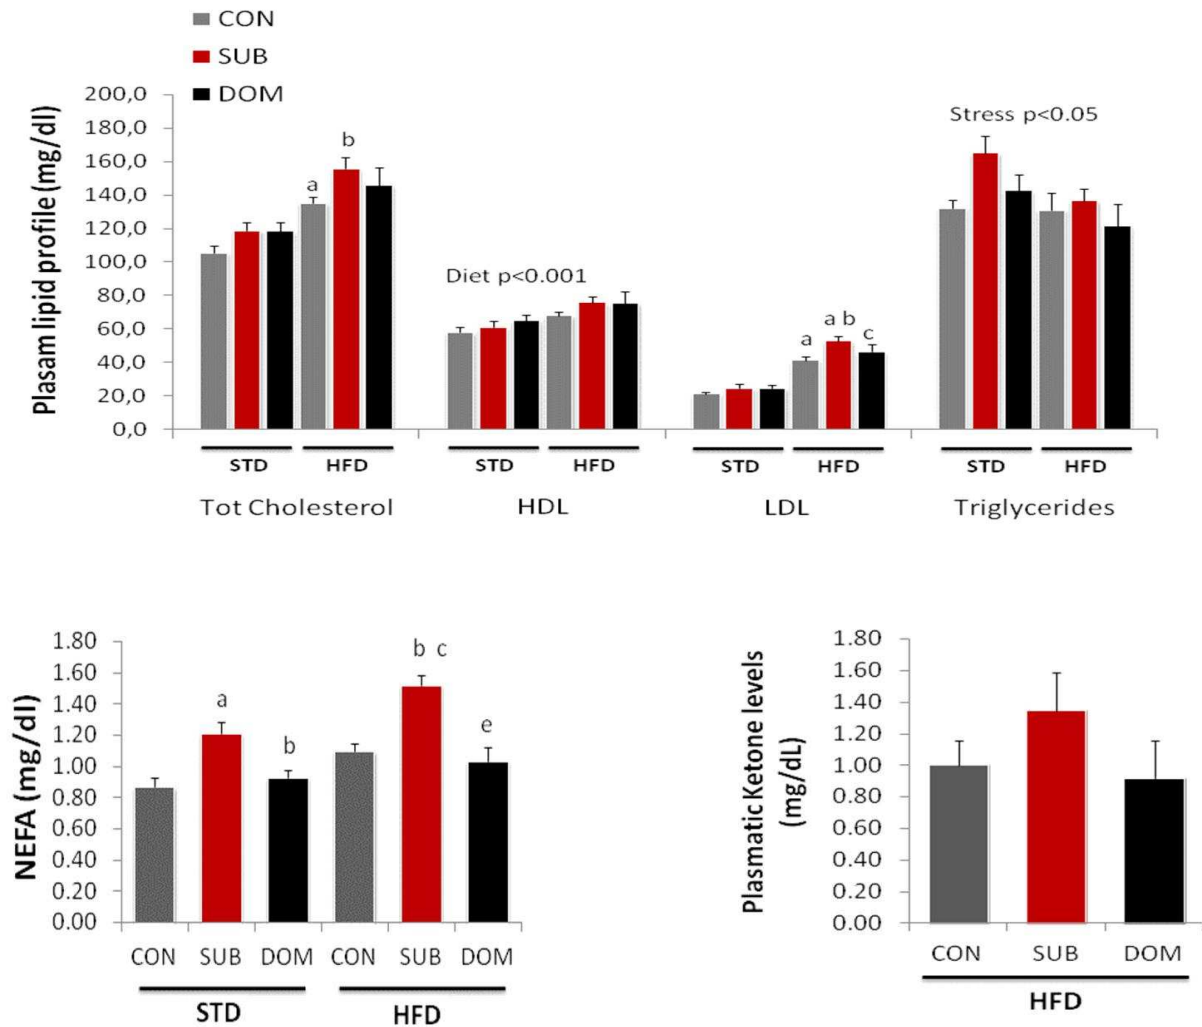 CON
SUB
DOM
Plasam lipid profile (mg/dl)
200,0
180,0
160,0
140,0
120,0
100,0
80,0
60,0
40,0
20,0
0,0
a
b
Diet p<0.001
a
a b
c
Stress p<0.05
STD HFD STD HFD STD HFD STD HFD
Tot Cholesterol HDL LDL Triglycerides
NEFA (mg/dl)
1.80
1.60
1.40
1.20
1.00
0.80
0.60
0.40
0.20
0.00
a
b
b c
e
CON SUB DOM CON SUB DOM
STD HFD
Plasmatic Ketone levels
(mg/dL)
1.80
1.60
1.40
1.20
1.00
0.80
0.60
0.40
0.20
0.00
CON SUB DOM
HFD